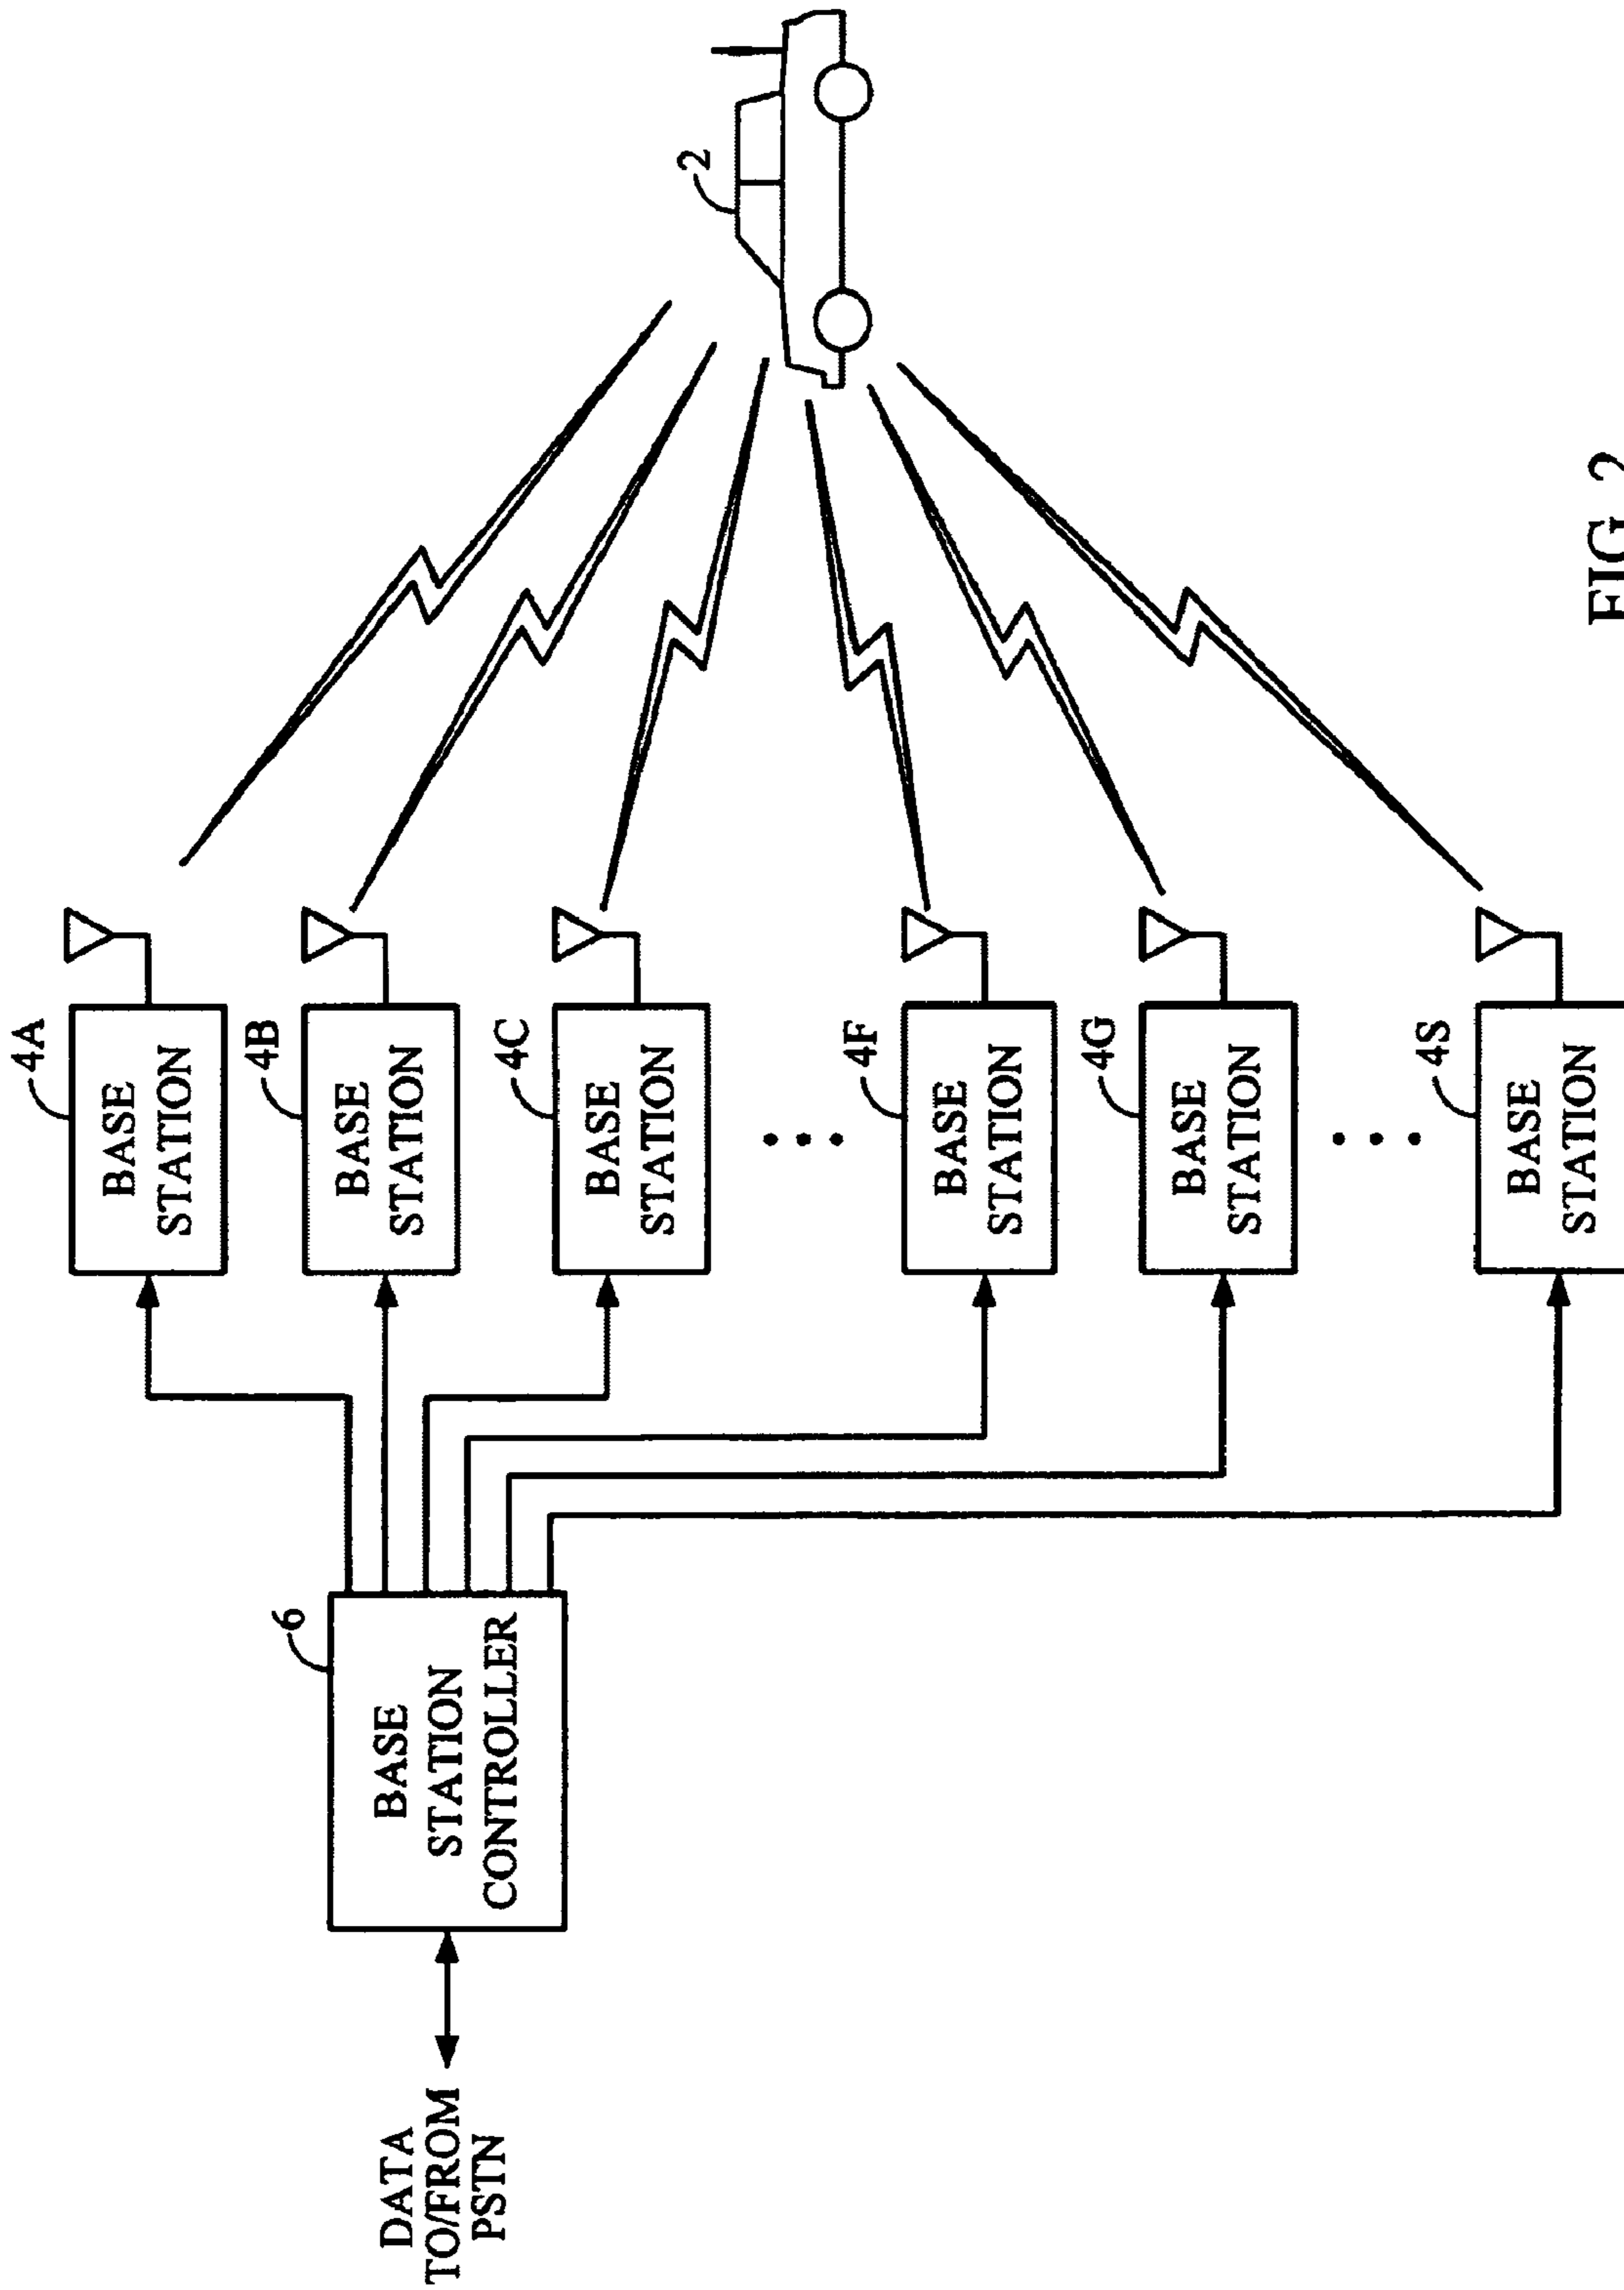 DATA
TO/FROM
PSTN
6
BASE
STATION
CONTROLLER
4A
BASE
STATION
4B
BASE
STATION
4C
BASE
STATION
4F
BASE
STATION
4G
BASE
STATION
4S
BASE
STATION
2
FIG. 2